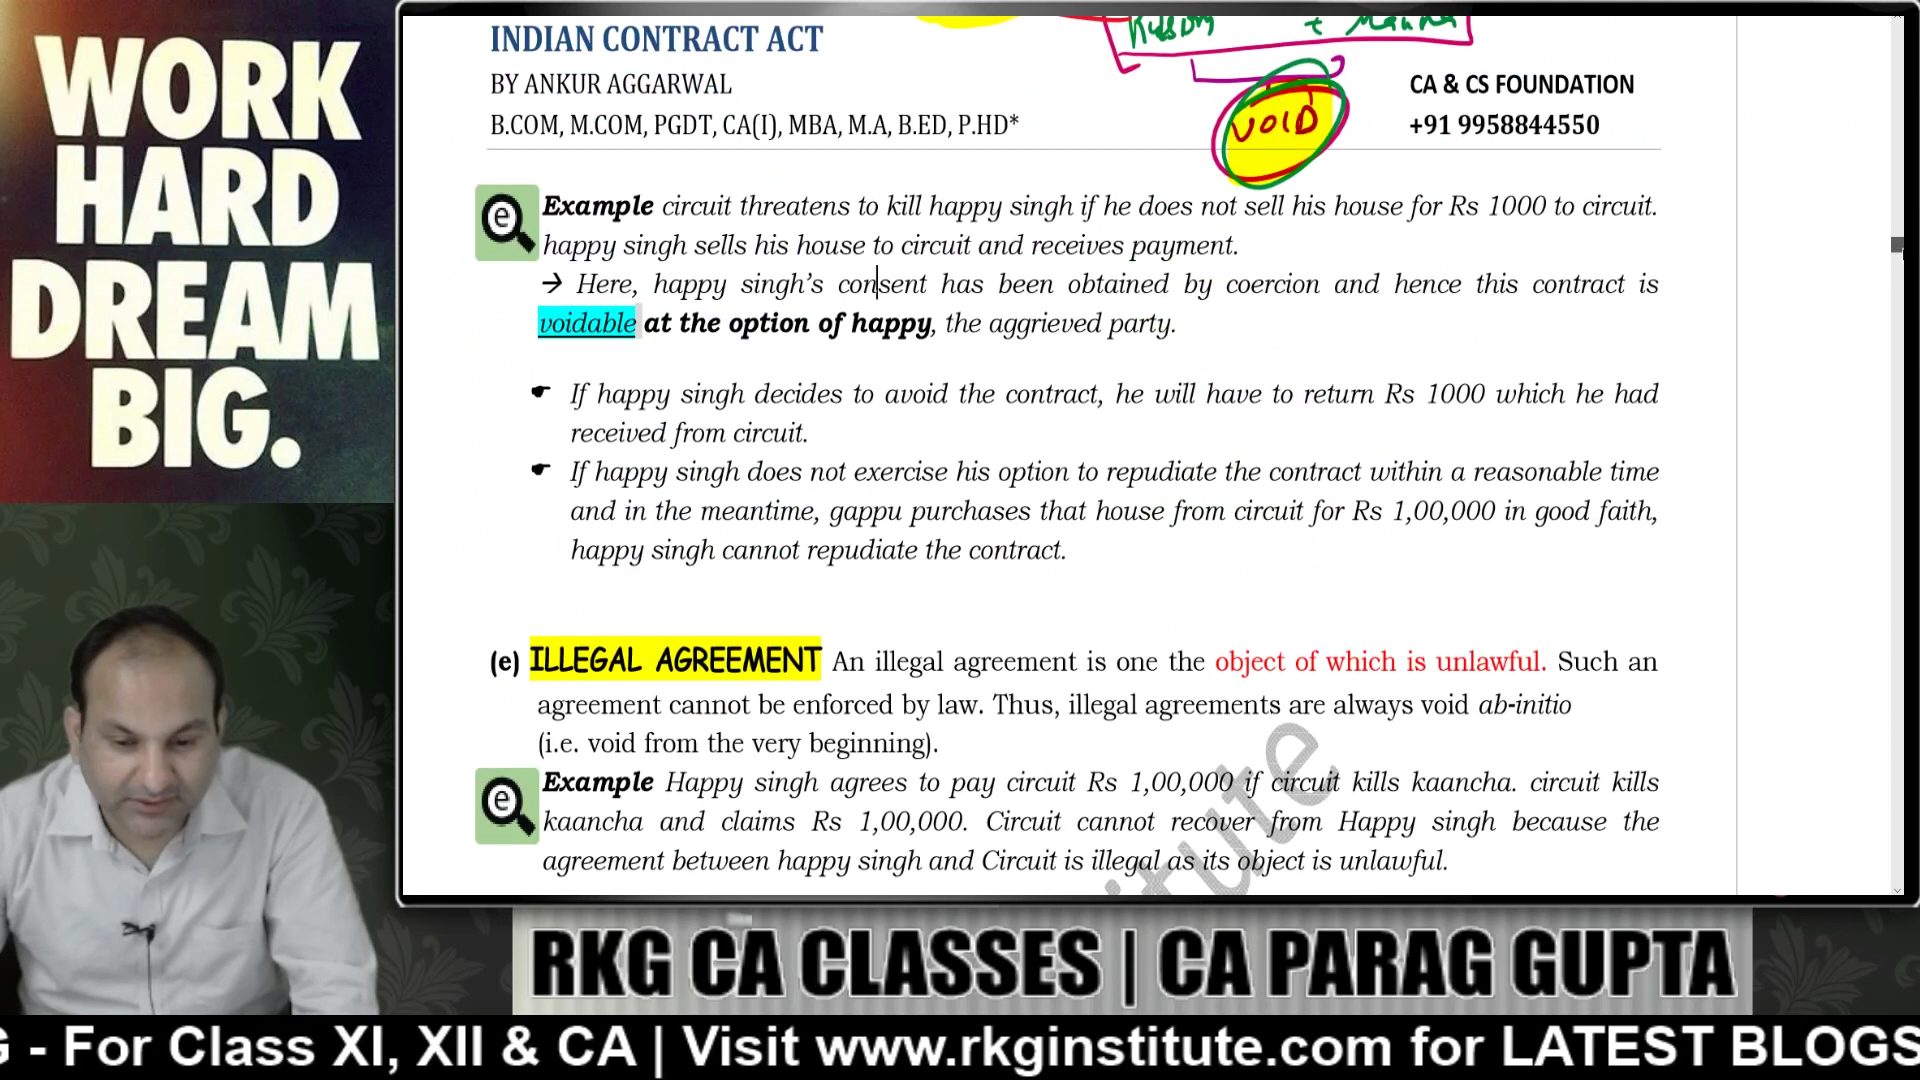 WORK
HARD
DREAM
BIG.
INDIAN CONTRACT ACT
BY ANKUR AGGARWAL
B.COM, M.COM, PGDT, CA(I), MBA, M.A, B.ED, P.HD*
VOID
CA & CS FOUNDATION
+91 9958844550
Example circuit threatens to kill happy singh if he does not sell his house for Rs 1000 to circuit.
happy singh sells his house to circuit and receives payment.
→ Here, happy singh's consent has been obtained by coercion and hence this contract is
voidable at the option of happy, the aggrieved party.
☛ If happy singh decides to avoid the contract, he will have to return Rs 1000 which he had
received from circuit.
☛ If happy singh does not exercise his option to repudiate the contract within a reasonable time
and in the meantime, gappu purchases that house from circuit for Rs 1,00,000 in good faith,
happy singh cannot repudiate the contract.
(e) ILLEGAL AGREEMENT An illegal agreement is one the object of which is unlawful. Such an
agreement cannot be enforced by law. Thus, illegal agreements are always void ab-initio
(i.e. void from the very beginning).
Example Happy singh agrees to pay circuit Rs 1,00,000 if circuit kills kaancha. circuit kills
kaancha and claims Rs 1,00,000. Circuit cannot recover from Happy singh because the
agreement between happy singh and Circuit is illegal as its object is unlawful.
RKG CA CLASSES | CA PARAG GUPTA
G - For Class XI, XII & CA | Visit www.rkginstitute.com for LATEST BLOGS